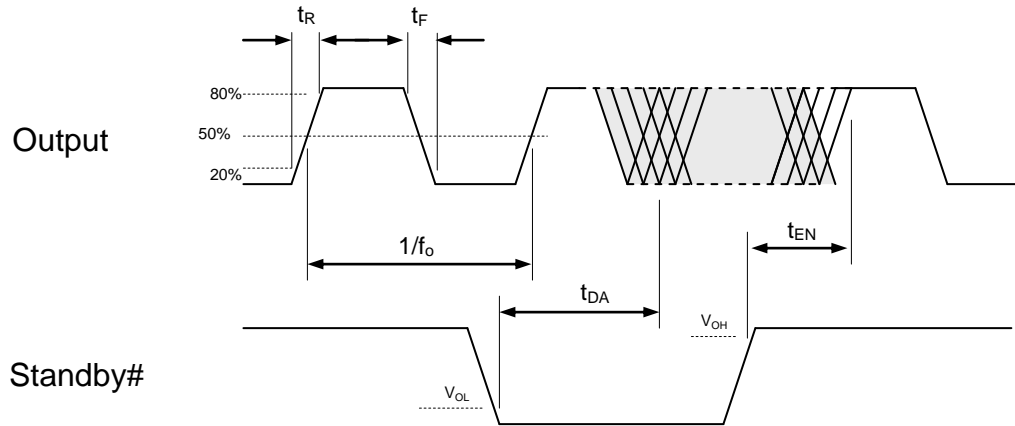 tR
tF
80%
Output
50%
20%
1/fo
tEN
tDA
VOH
Standby#
VOL